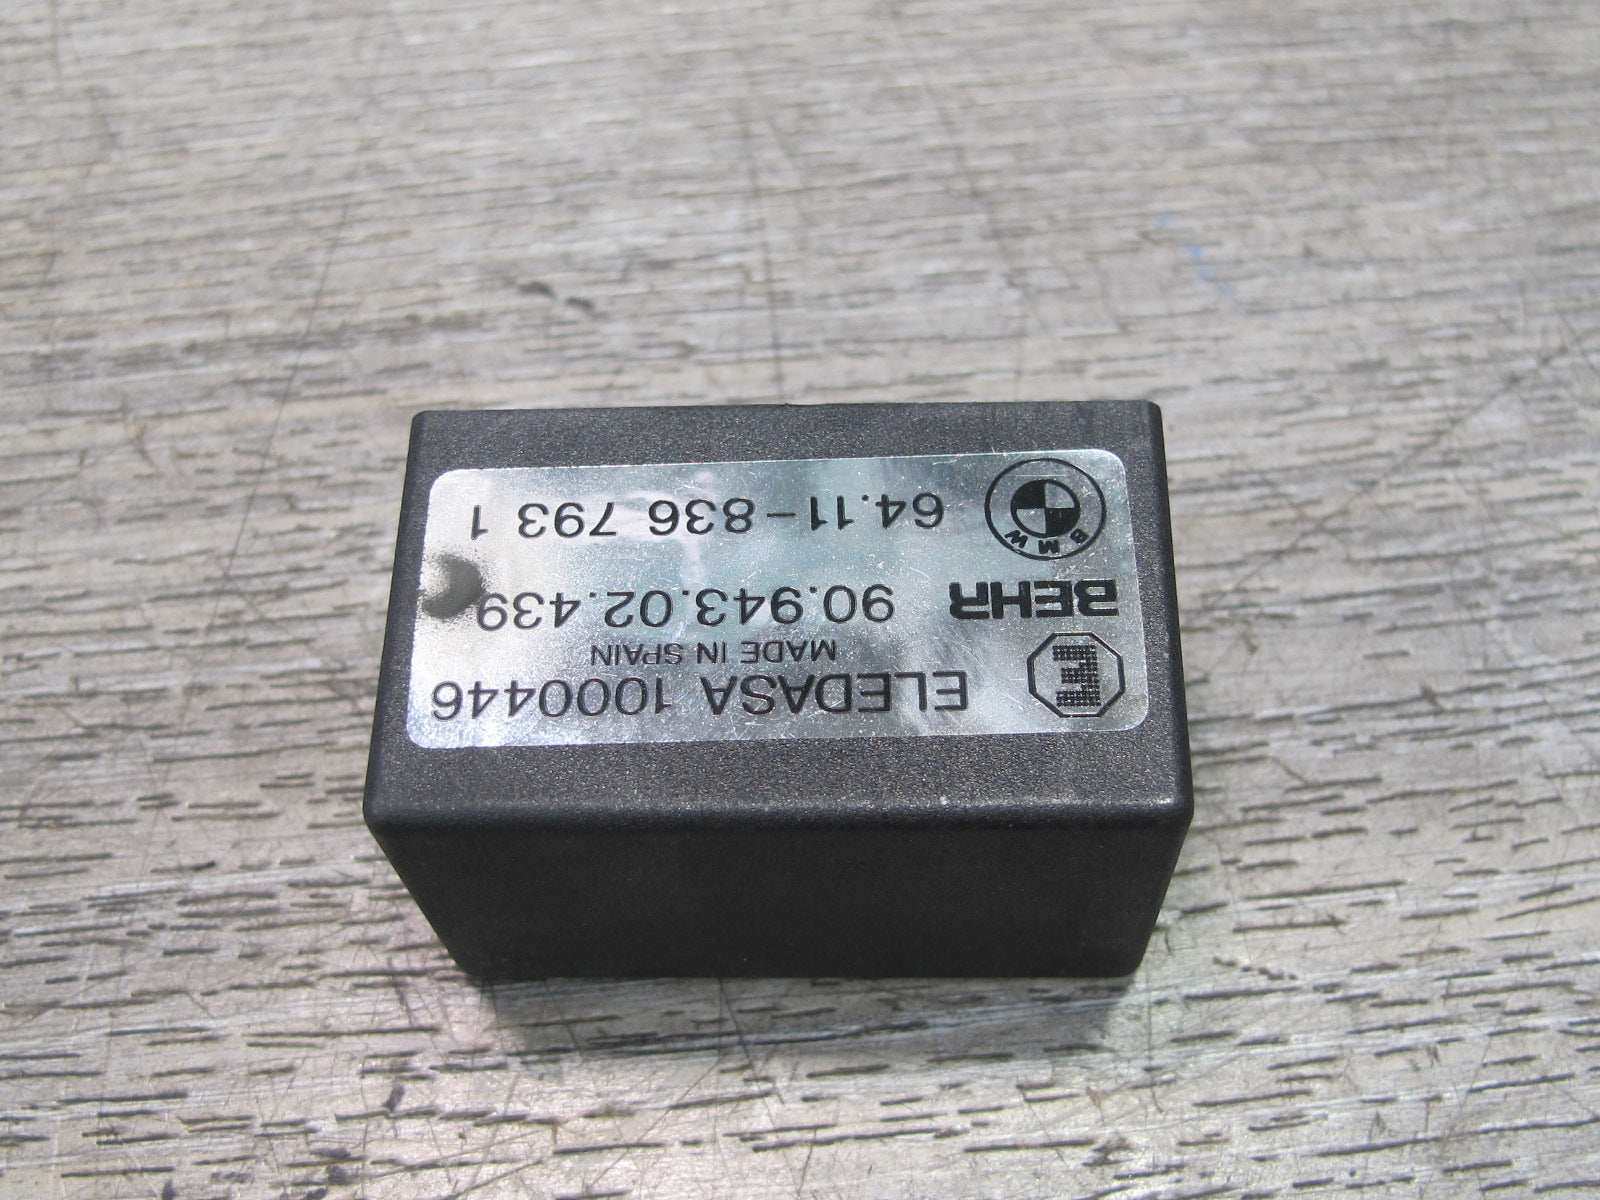 BMW 64.11-836 793 1
BEHR 90.943.02.439
MADE IN SPAIN
E ELEDASA 1000446